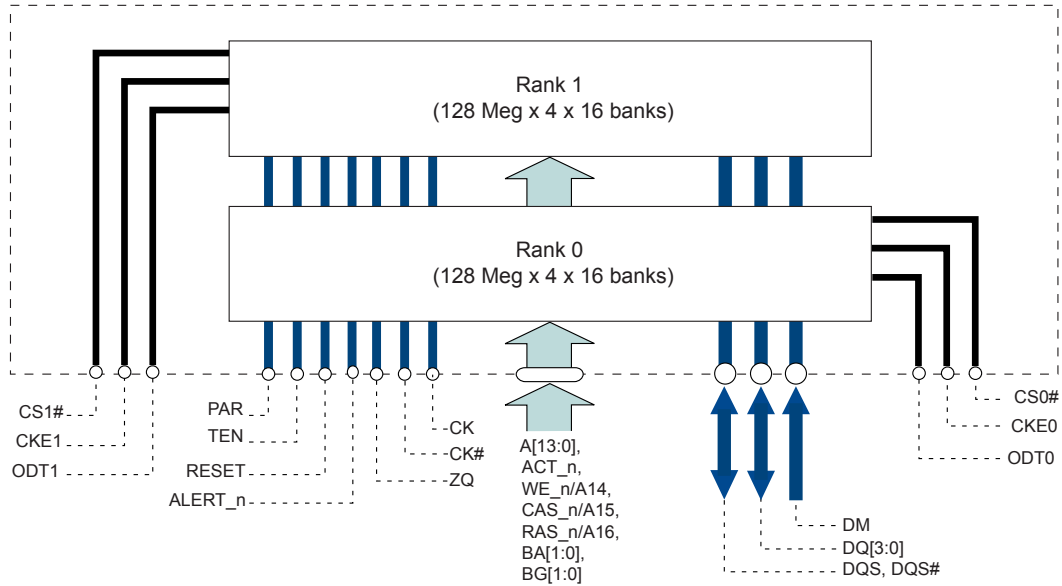 Rank 1
(128 Meg x 4 x 16 banks)
Rank 0
(128 Meg x 4 x 16 banks)
CS1#
CKE1
ODT1
PAR
TEN
RESET
ALERT_n
CK
CK#
ZQ
A[13:0],
ACT_n,
WE_n/A14,
CAS_n/A15,
RAS_n/A16,
BA[1:0],
BG[1:0]
DM
DQ[3:0]
DQS, DQS#
CS0#
CKE0
ODT0